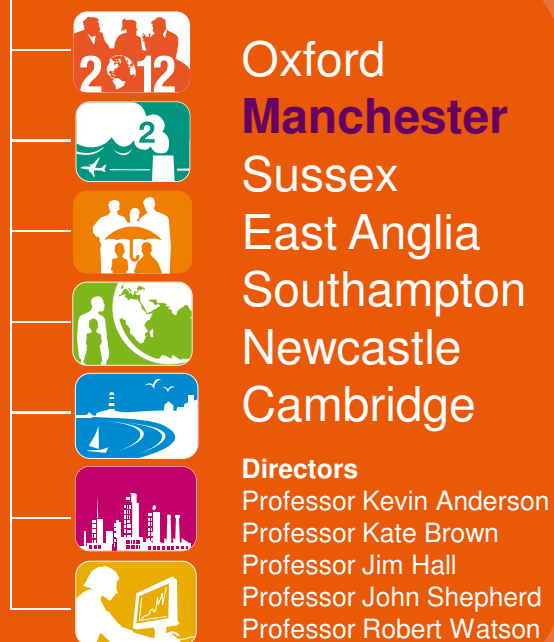 2012
2
Oxford
Manchester
Sussex
East Anglia
Southampton
Newcastle
Cambridge
Directors
Professor Kevin Anderson
Professor Kate Brown
Professor Jim Hall
Professor John Shepherd
Professor Robert Watson